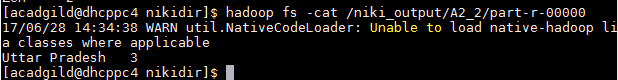 [acadgild@dhcppc4 nikidir]$ hadoop fs -cat /niki_output/A2_2/part-r-00000
17/06/28 14:34:38 WARN util.NativeCodeLoader: Unable to load native-hadoop li
a classes where applicable
Uttar Pradesh   3
[acadgild@dhcppc4 nikidir]$